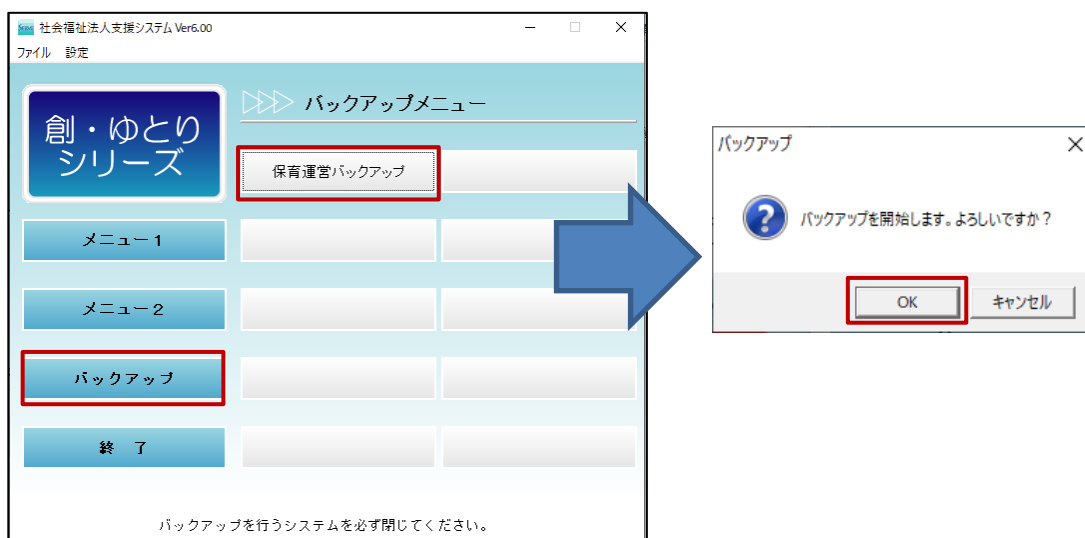 社会福祉法人支援システム Ver6.00
ファイル 設定
創・ゆとり
シリーズ
バックアップメニュー
保育運営バックアップ
メニュー1
メニュー2
バックアップ
終 了
バックアップを行うシステムを必ず閉じてください。
バックアップ
バックアップを開始します。よろしいですか？
OK
キャンセル